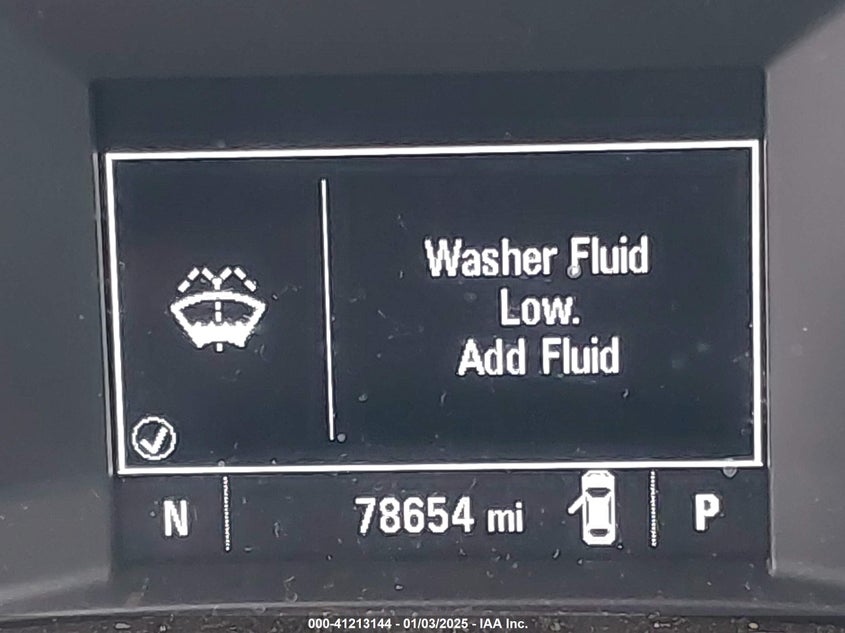 Washer Fluid
Low.
Add Fluid
N 78654 mi P
000-41213144 - 01/03/2025 - IAA Inc.